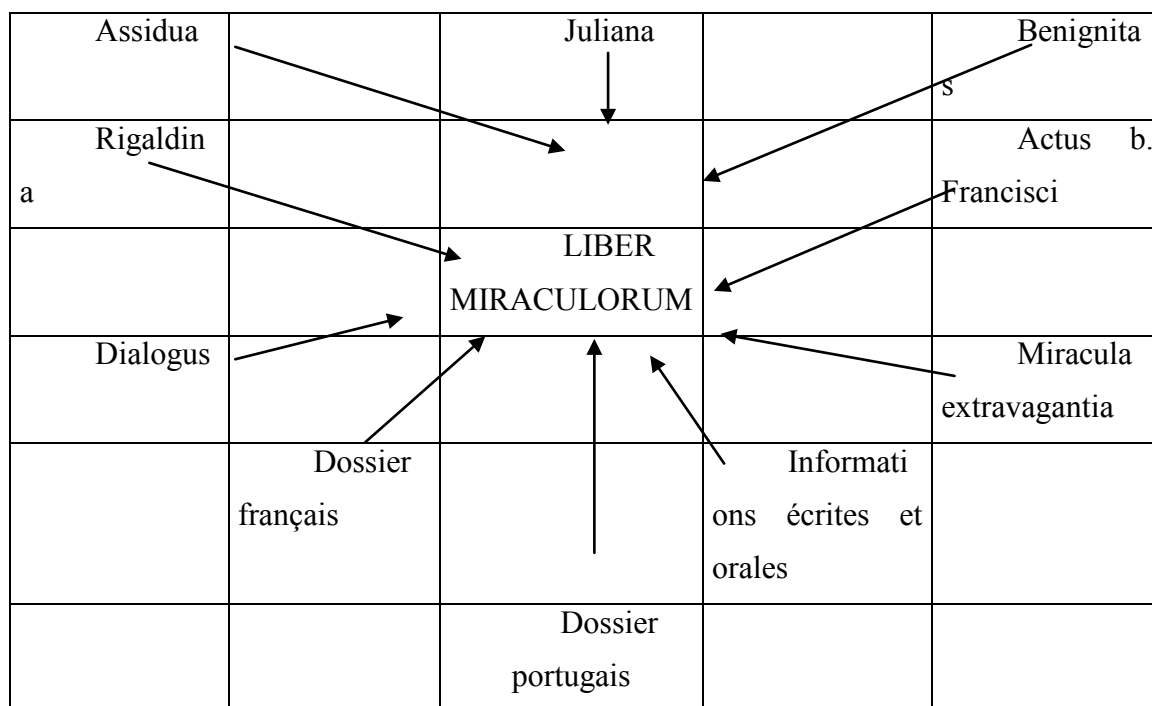 Assidua
Juliana
Benignita
s
Rigaldin
a
Actus b.
Francisci
LIBER
MIRACULORUM
Dialogus
Miracula
extravagantia
Dossier
français
Informati
ons écrites et
orales
Dossier
portugais